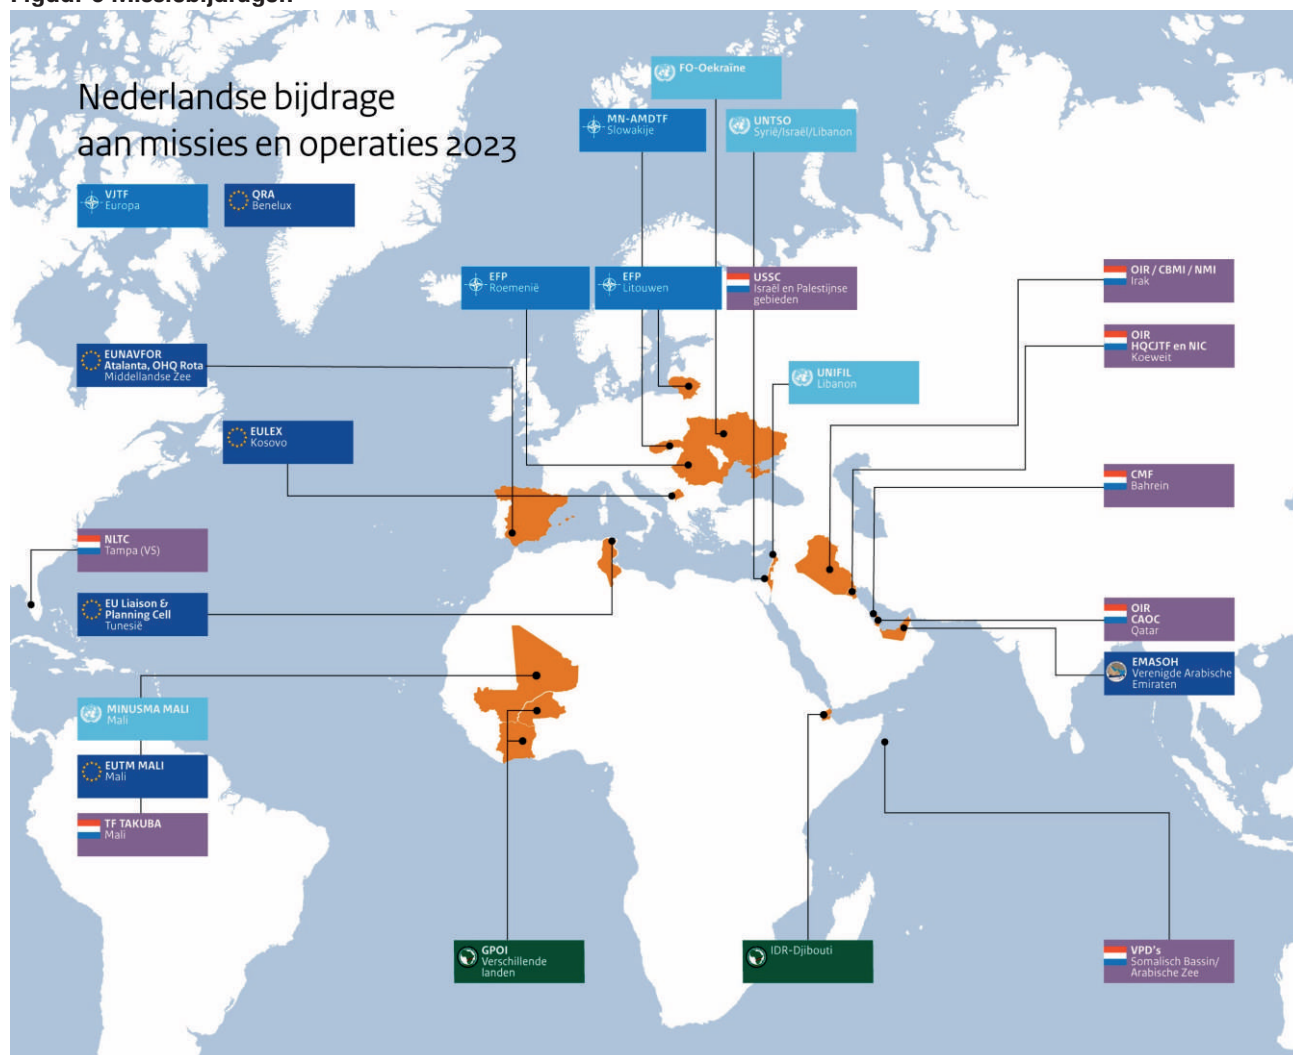 Nederlandse bijdrage
aan missies en operaties 2023
VJTF
Europa
QRA
Benelux
FO-Oekraïne
MN-AMDTF
Slowakije
UNTSO
Syrië/Israël/Libanon
EFP
Roemenië
EFP
Litouwen
USSC
Israël en Palestijnse
gebieden
OIR / CBMI / NMI
Irak
OIR
HQCJTF en NIC
Koeweit
EUNAVFOR
Atalanta, OHQ Rota
Middellandse Zee
UNIFIL
Libanon
EULEX
Kosovo
CMF
Bahrein
NLTC
Tampa (VS)
EU Liaison &
Planning Cell
Tunesië
OIR
CAOC
Qatar
EMASOH
Verenigde Arabische
Emiraten
MINUSMA MALI
Mali
EUTM MALI
Mali
TF TAKUBA
Mali
GPOI
Verschillende
landen
IDR-Djibouti
VPD's
Somalisch Bassin/
Arabische Zee